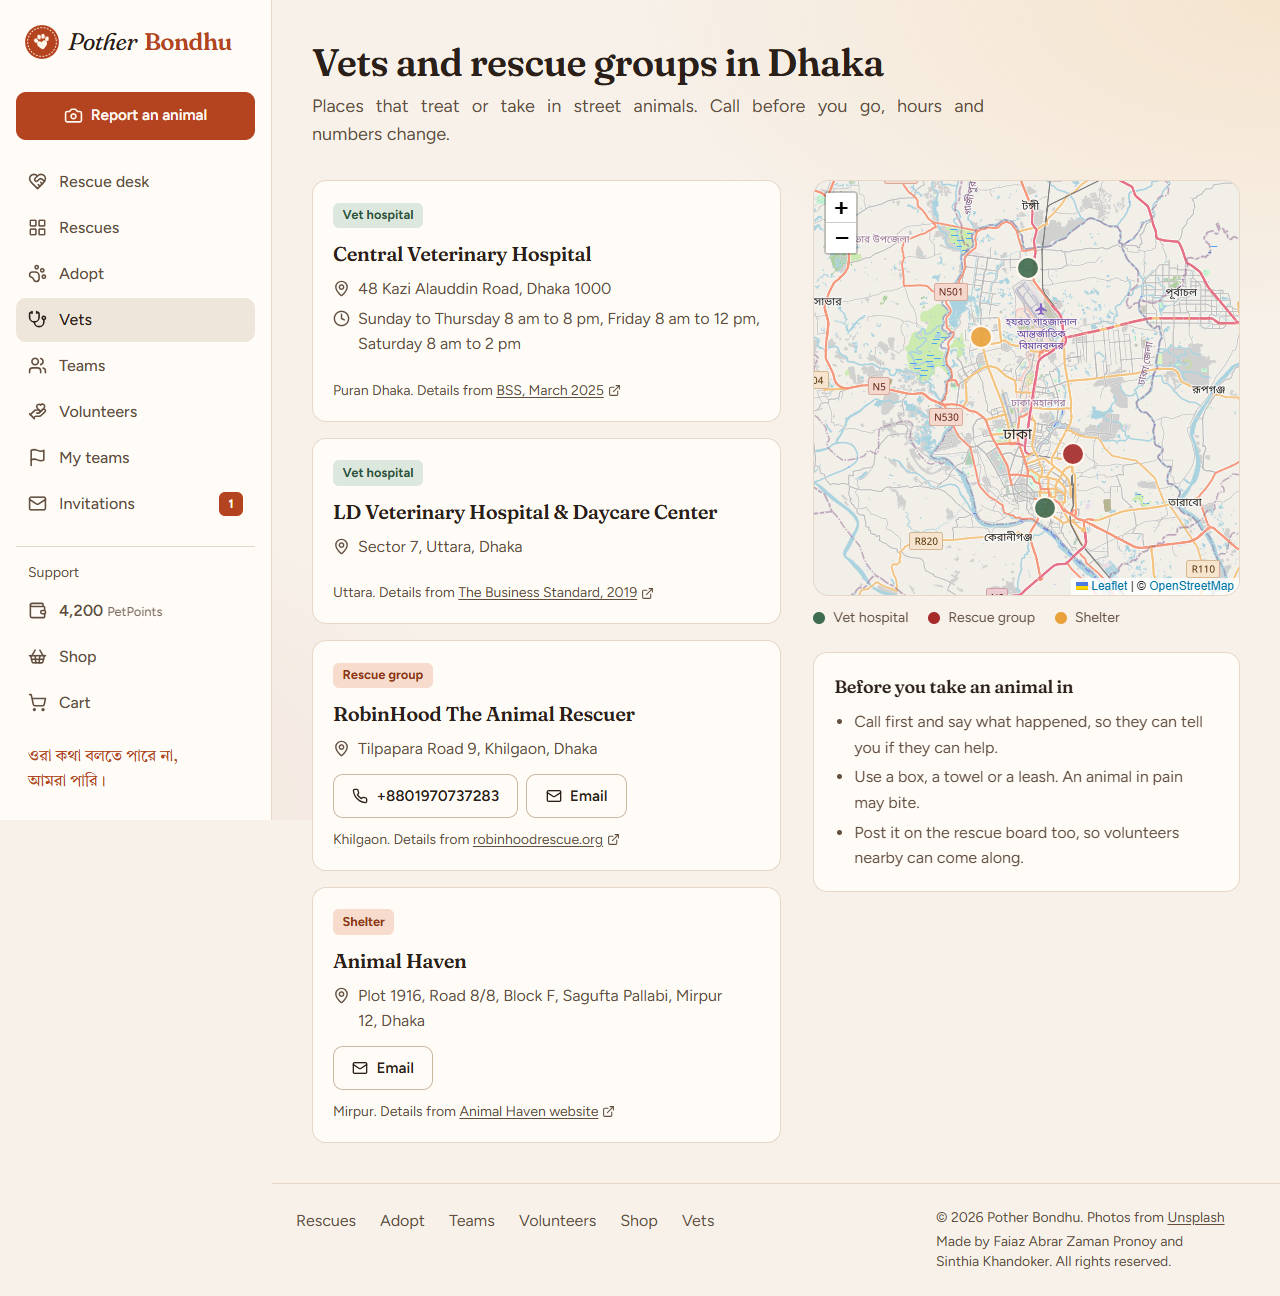 Pother Bondhu
Report an animal
Rescue desk
Rescues
Adopt
Vets
Teams
Volunteers
My teams
Invitations 1
Support
4,200 PetPoints
Shop
Cart
ওরা কথা বলতে পারে না,
আমরা পারি।
Vets and rescue groups in Dhaka
Places that treat or take in street animals. Call before you go, hours and
numbers change.
Vet hospital
Central Veterinary Hospital
48 Kazi Alauddin Road, Dhaka 1000
Sunday to Thursday 8 am to 8 pm, Friday 8 am to 12 pm,
Saturday 8 am to 2 pm
Puran Dhaka. Details from BSS, March 2025
Vet hospital
LD Veterinary Hospital & Daycare Center
Sector 7, Uttara, Dhaka
Uttara. Details from The Business Standard, 2019
Rescue group
RobinHood The Animal Rescuer
Tilpapara Road 9, Khilgaon, Dhaka
+8801970737283 Email
Khilgaon. Details from robinhoodrescue.org
Shelter
Animal Haven
Plot 1916, Road 8/8, Block F, Sagufta Pallabi, Mirpur
12, Dhaka
Email
Mirpur. Details from Animal Haven website
+
−
টঙ্গী
ভার উপজেলা
N501
পূর্বাচল
সাভার
হযরত শাহজালাল
আন্তর্জাতিক
বিমানবন্দর
ঢাকা জেলা
04
N5
রূপগঞ্জ
ঢাকা মহানগর
N530
ঢাকা
তারাবো
R820
কেরানীগঞ্জ
R110
Leaflet | © OpenStreetMap
Vet hospital Rescue group Shelter
Before you take an animal in
• Call first and say what happened, so they can tell
you if they can help.
• Use a box, a towel or a leash. An animal in pain
may bite.
• Post it on the rescue board too, so volunteers
nearby can come along.
Rescues Adopt Teams Volunteers Shop Vets
© 2026 Pother Bondhu. Photos from Unsplash
Made by Faiaz Abrar Zaman Pronoy and
Sinthia Khandoker. All rights reserved.